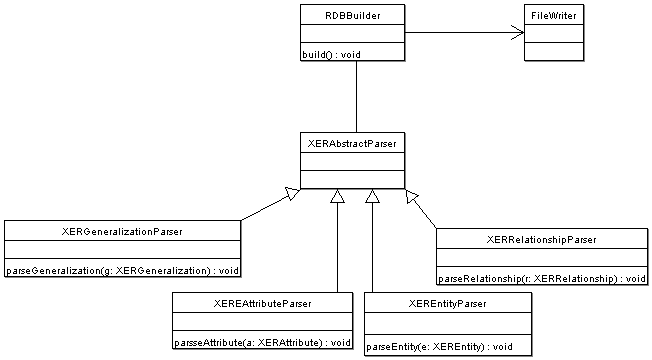 RDBBuilder
FileWriter
build() : void
XERAbstractParser
XERGeneralizationParser
parseGeneralization(g: XERGeneralization) : void
XERRelationshipParser
parseRelationship(r: XERRelationship) : void
XEREAttributeParser
parsseAttribute(a: XERAttribute) : void
XEREntityParser
parseEntity(e: XEREntity) : void